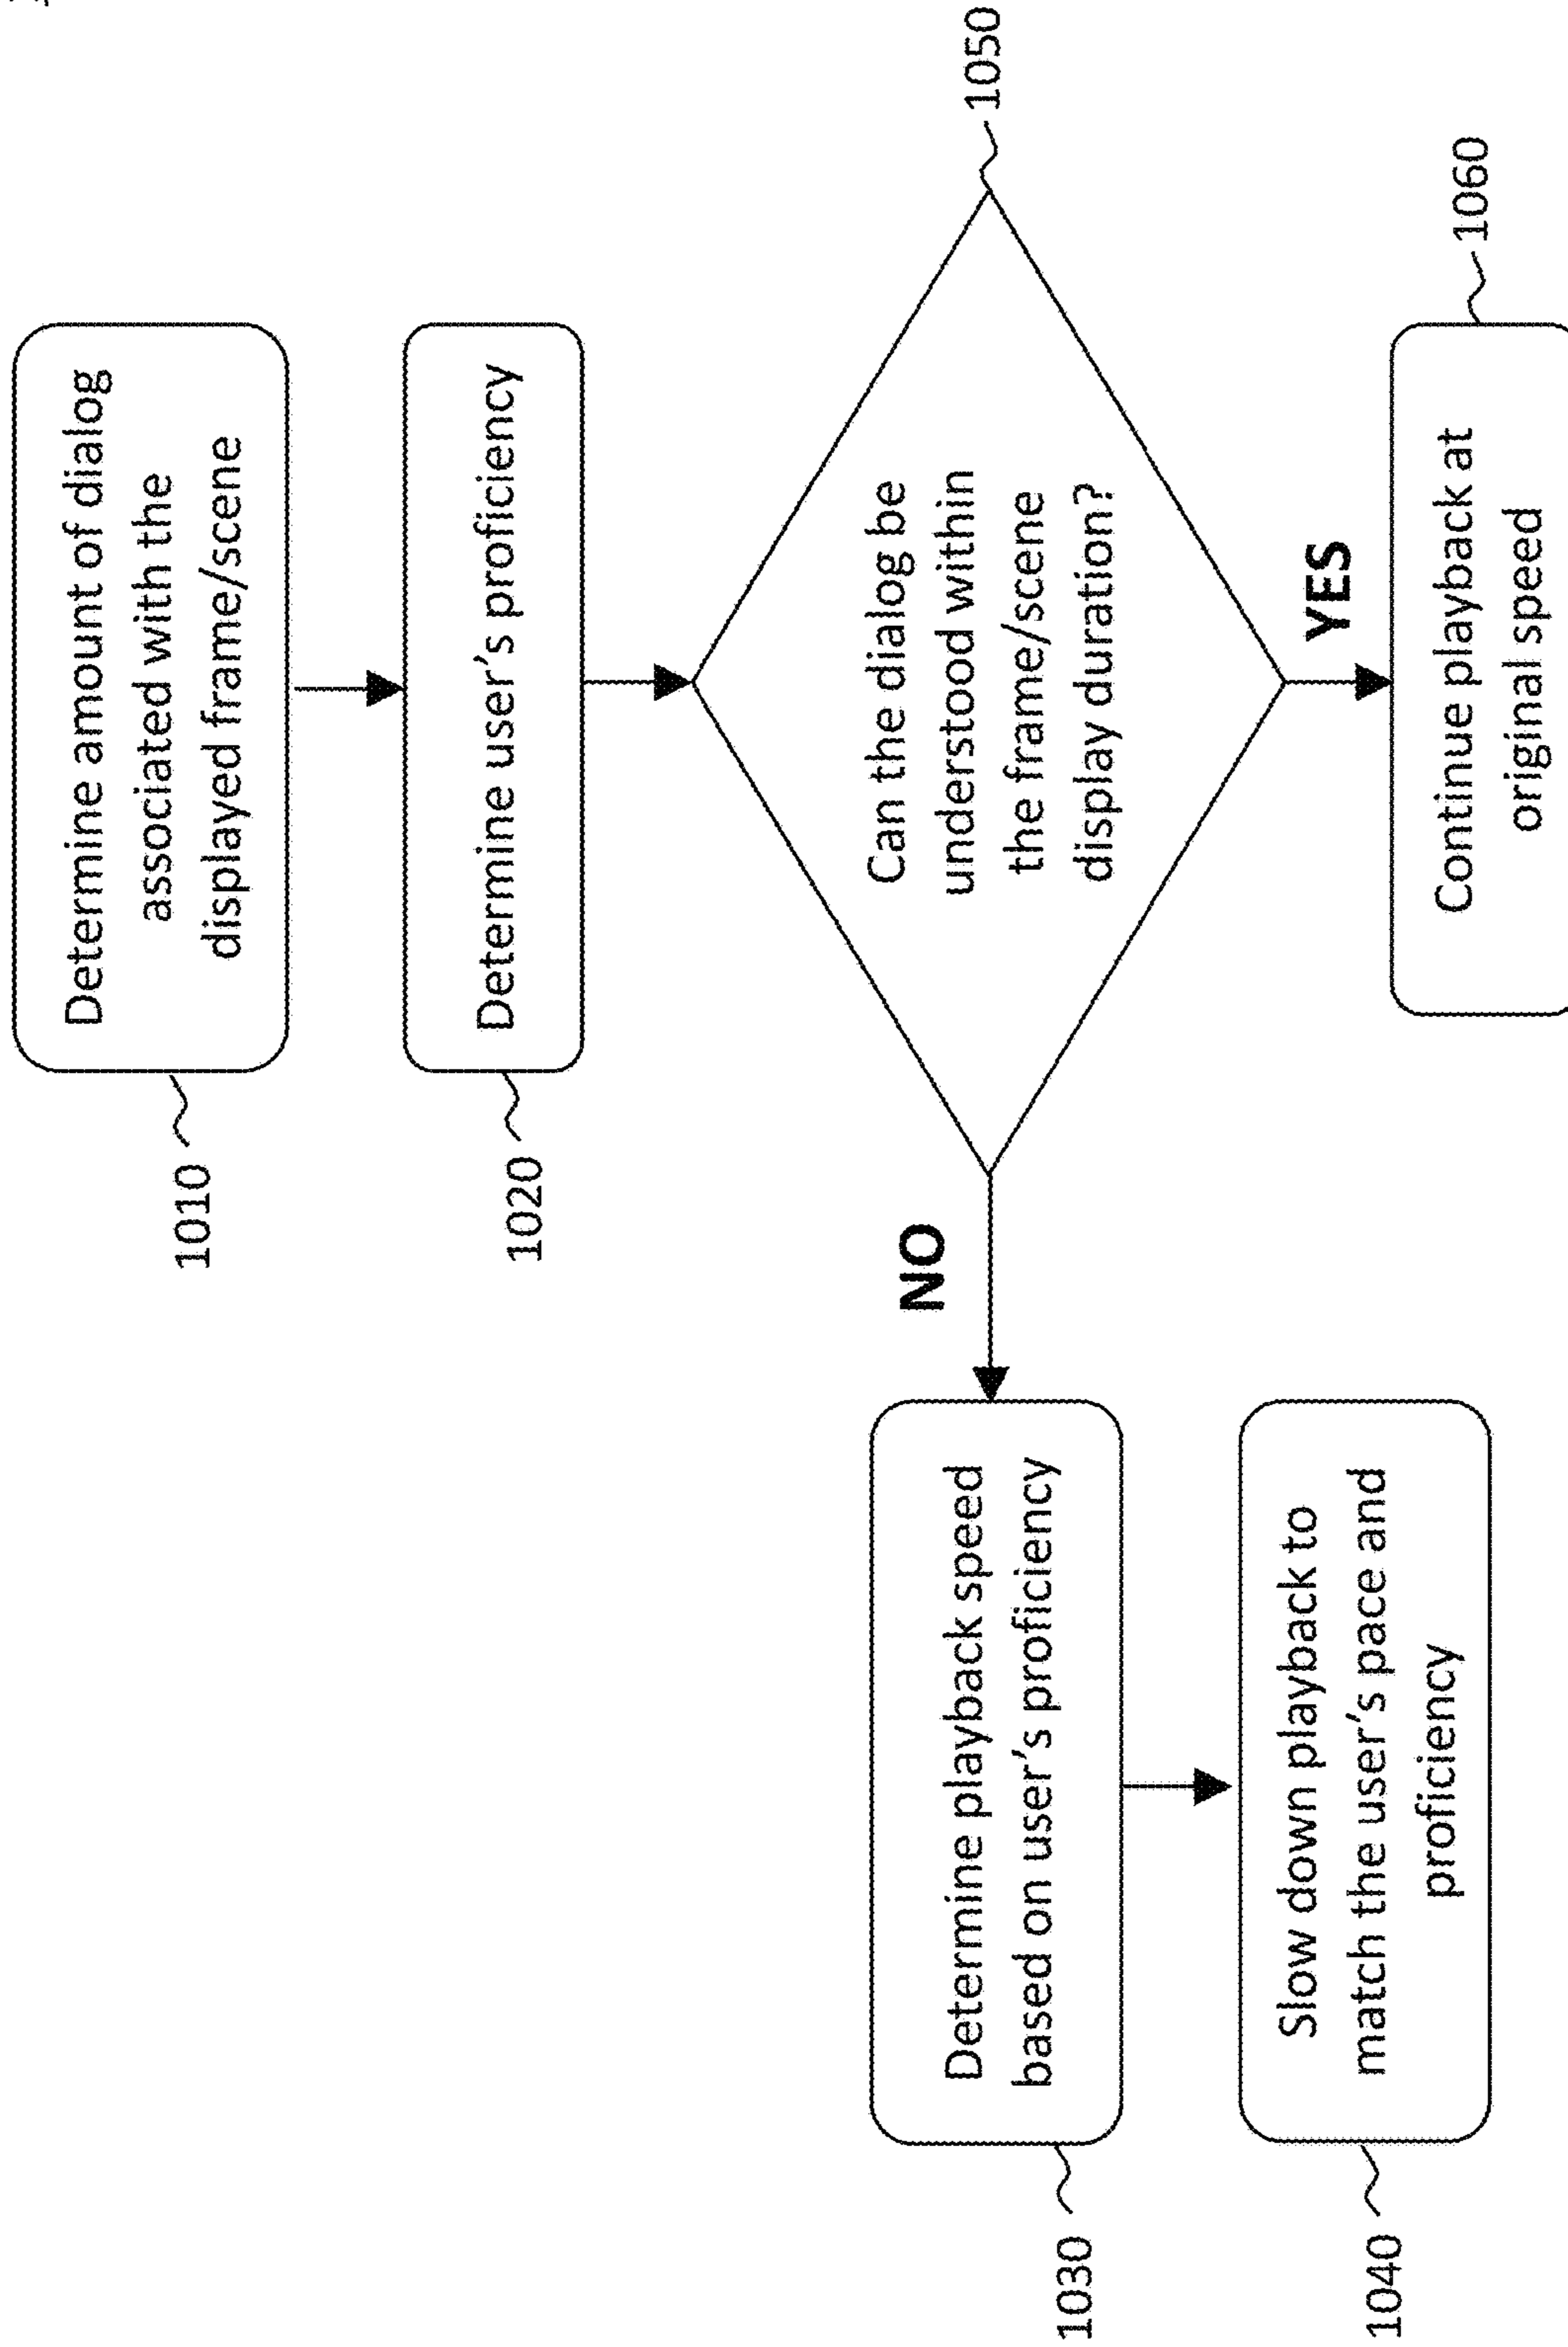 Determine amount of dialog
associated with the
displayed frame/scene
1010
Determine user's proficiency
1020
Can the dialog be
understood within
the frame/scene
display duration?
1050
NO
YES
Determine playback speed
based on user's proficiency
1030
Slow down playback to
match the user's pace and
proficiency
1040
Continue playback at
original speed
1060